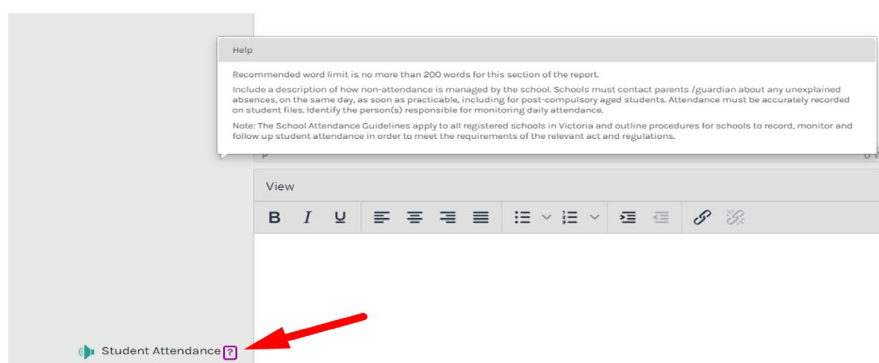 Help
Recommended word limit is no more than 200 words for this section of the report.
Include a description of how non-attendance is managed by the school. Schools must contact parents /guardian about any unexplained
absences, on the same day, as soon as practicable, including for post-compulsory aged students. Attendance must be accurately recorded
on student files. Identify the person(s) responsible for monitoring daily attendance.
Note: The School Attendance Guidelines apply to all registered schools in Victoria and outline procedures for schools to record, monitor and
follow up student attendance in order to meet the requirements of the relevant act and regulations.
View
B I U
Student Attendance ?